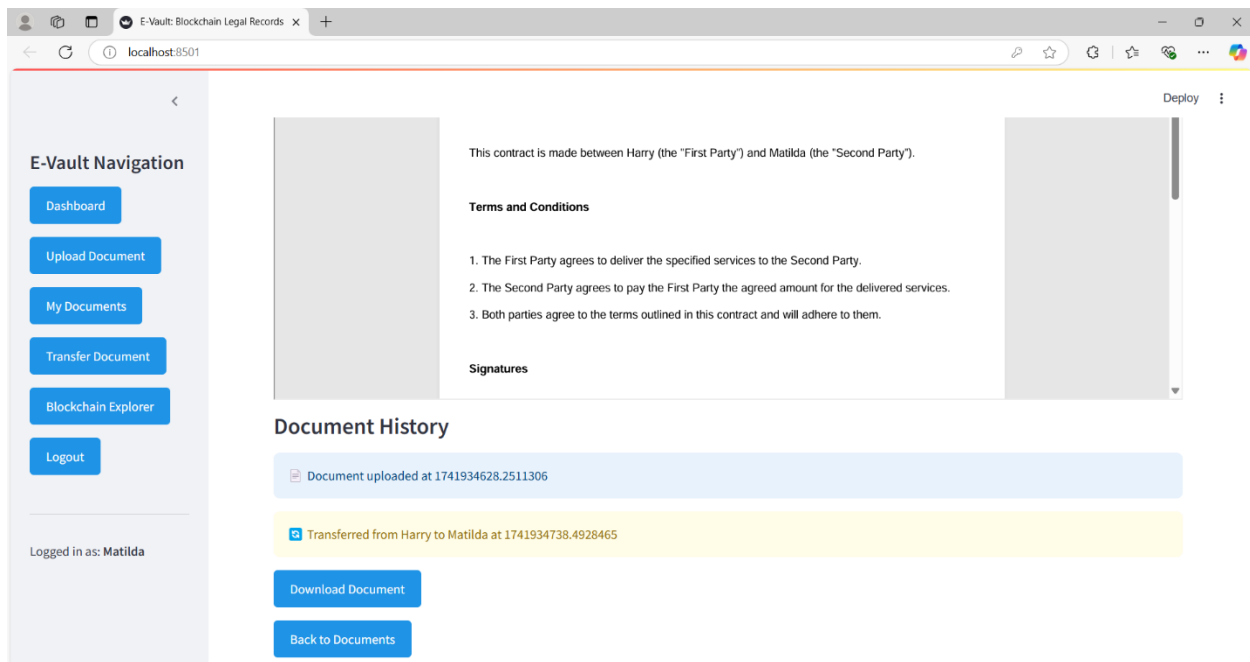 E-Vault: Blockchain Legal Records
localhost:8501
Deploy
E-Vault Navigation
Dashboard
Upload Document
My Documents
Transfer Document
Blockchain Explorer
Logout
Logged in as: Matilda
This contract is made between Harry (the "First Party") and Matilda (the "Second Party").
Terms and Conditions
1. The First Party agrees to deliver the specified services to the Second Party.
2. The Second Party agrees to pay the First Party the agreed amount for the delivered services.
3. Both parties agree to the terms outlined in this contract and will adhere to them.
Signatures
Document History
Document uploaded at 1741934628.2511306
Transferred from Harry to Matilda at 1741934738.4928465
Download Document
Back to Documents